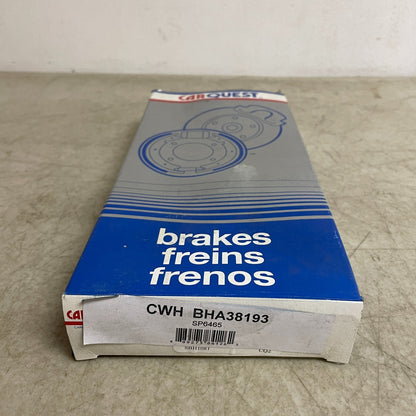 CARQUEST
brakes
freins
frenos
CWH BHA38193
SP6465